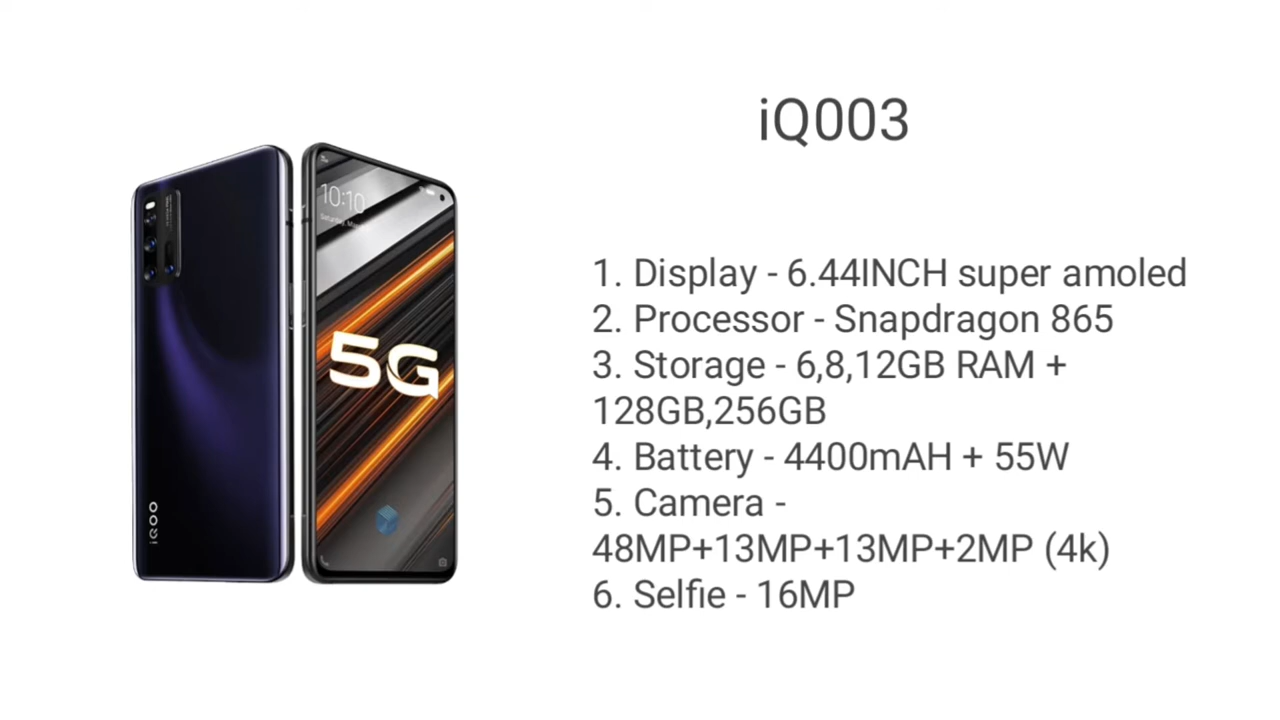 iQ003
10:10
5G
iQOO
1. Display - 6.44INCH super amoled
2. Processor - Snapdragon 865
3. Storage - 6,8,12GB RAM +
128GB,256GB
4. Battery - 4400mAH + 55W
5. Camera -
48MP+13MP+13MP+2MP (4k)
6. Selfie - 16MP